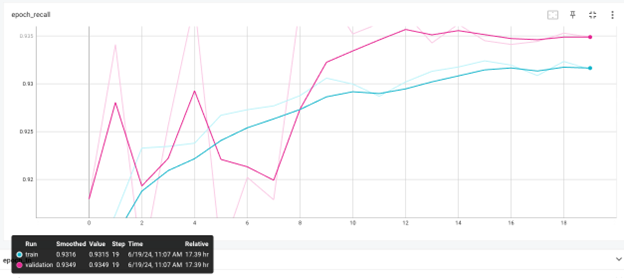 epoch_recall
0.935
0.93
0.925
0.92
0 2 4 6 8 10 12 14 16 18
Run Smoothed Value Step Time Relative
train 0.9316 0.9315 19 6/19/24, 11:07 AM 17.39 hr
validation 0.9349 0.9349 19 6/19/24, 11:07 AM 17.39 hr